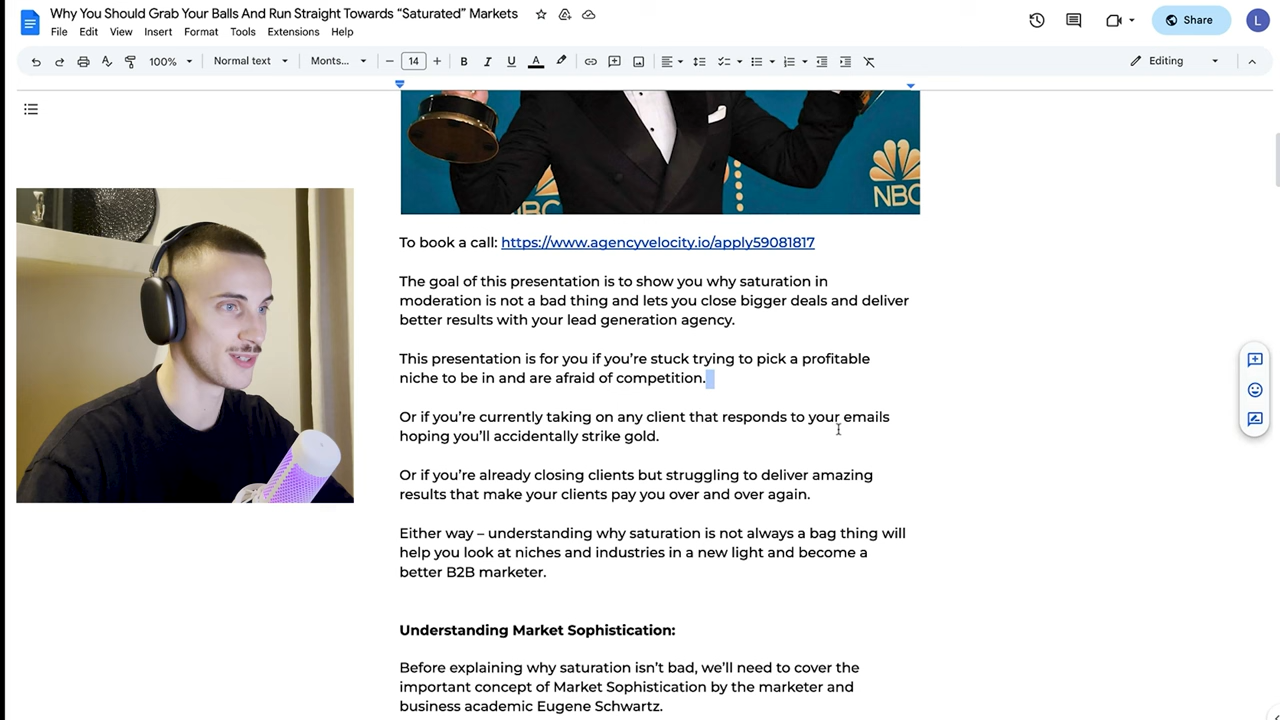 Why You Should Grab Your Balls And Run Straight Towards “Saturated” Markets
File Edit View Insert Format Tools Extensions Help
Share
L
100% Normal text Monts... 14 B I U A Editing
NBC
NBC
To book a call: https://www.agencyvelocity.io/apply59081817
The goal of this presentation is to show you why saturation in
moderation is not a bad thing and lets you close bigger deals and deliver
better results with your lead generation agency.
This presentation is for you if you’re stuck trying to pick a profitable
niche to be in and are afraid of competition.
Or if you’re currently taking on any client that responds to your emails
hoping you’ll accidentally strike gold.
Or if you’re already closing clients but struggling to deliver amazing
results that make your clients pay you over and over again.
Either way – understanding why saturation is not always a bag thing will
help you look at niches and industries in a new light and become a
better B2B marketer.
Understanding Market Sophistication:
Before explaining why saturation isn’t bad, we’ll need to cover the
important concept of Market Sophistication by the marketer and
business academic Eugene Schwartz.